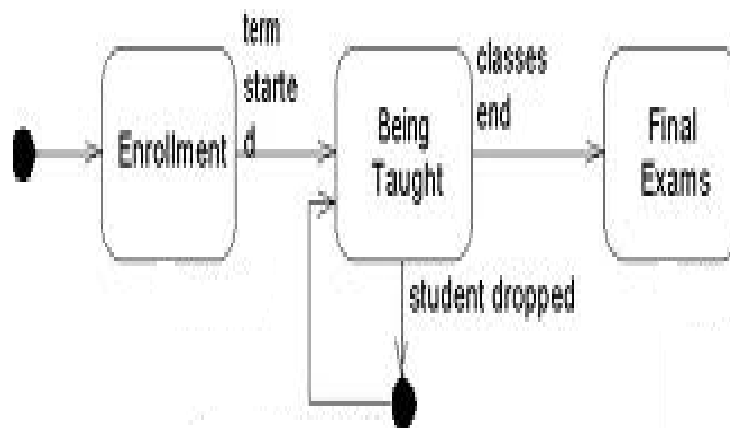 term
starte
d
Enrollment
Being
Taught
classes
end
Final
Exams
student dropped